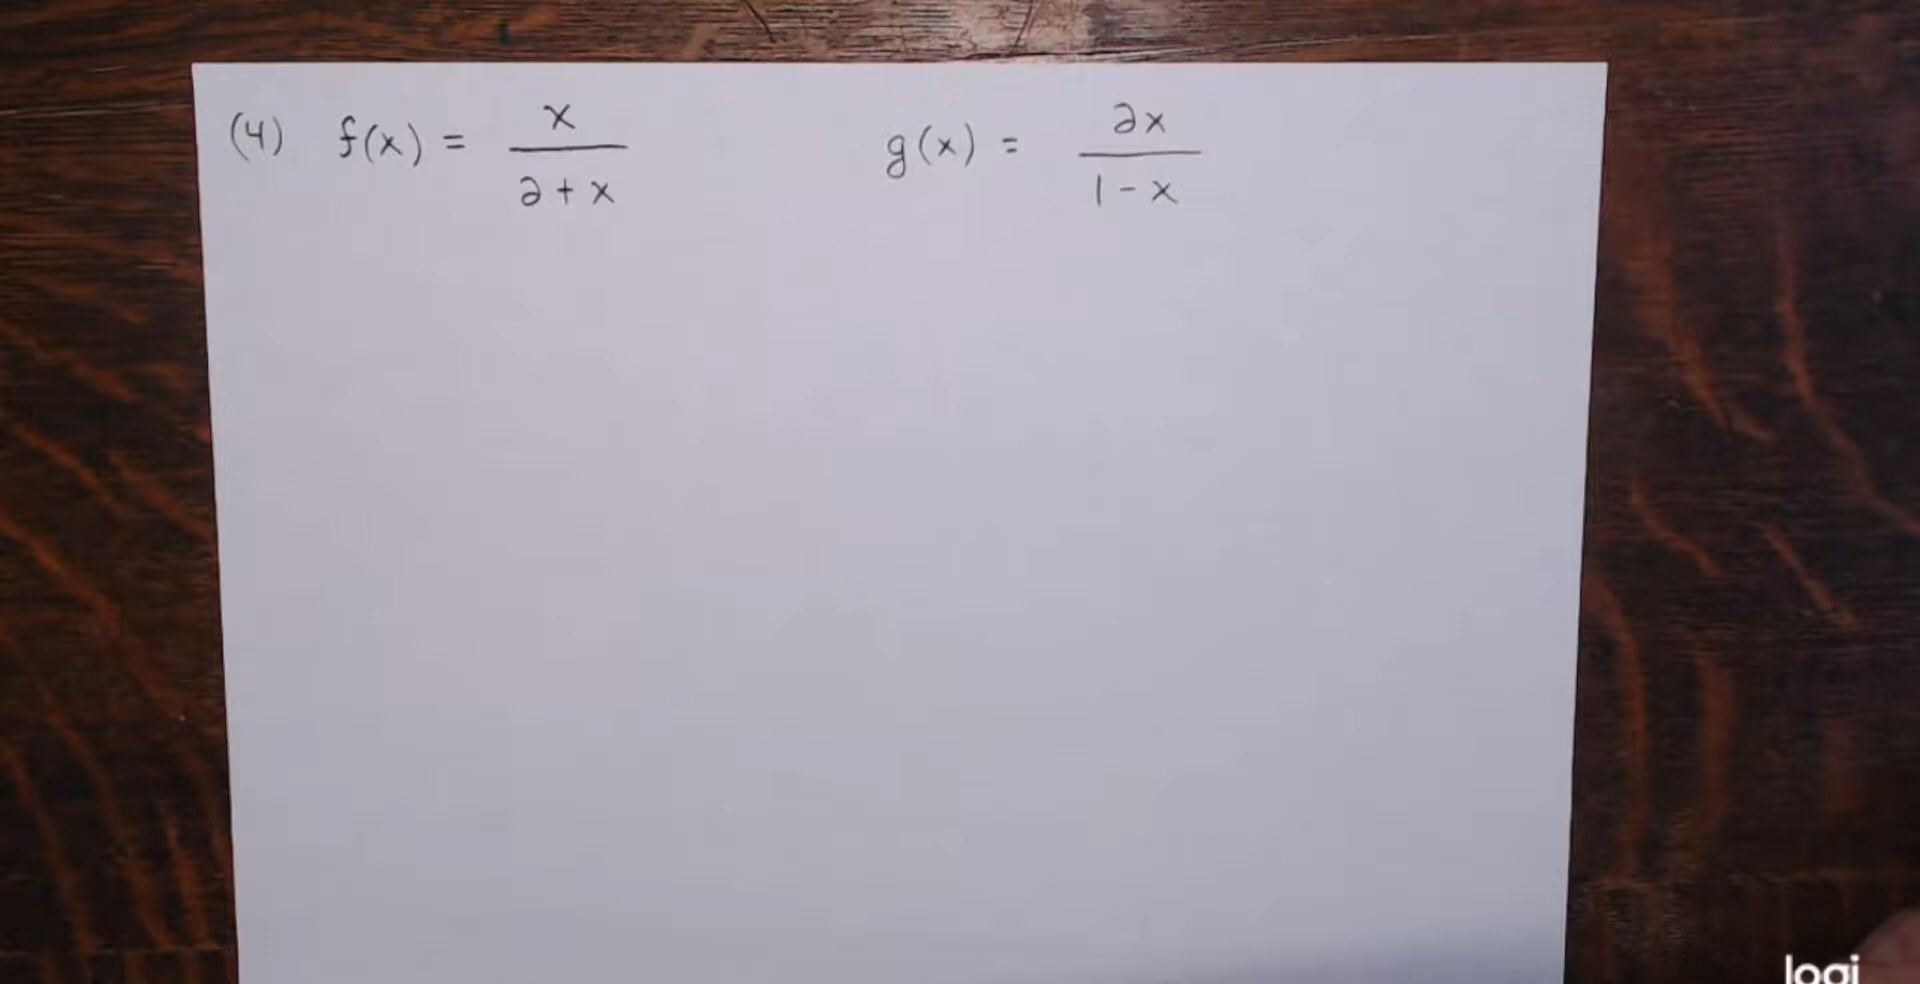 (4) f(x) = x / (2 + x)    g(x) = 2x / (1 - x)
logi